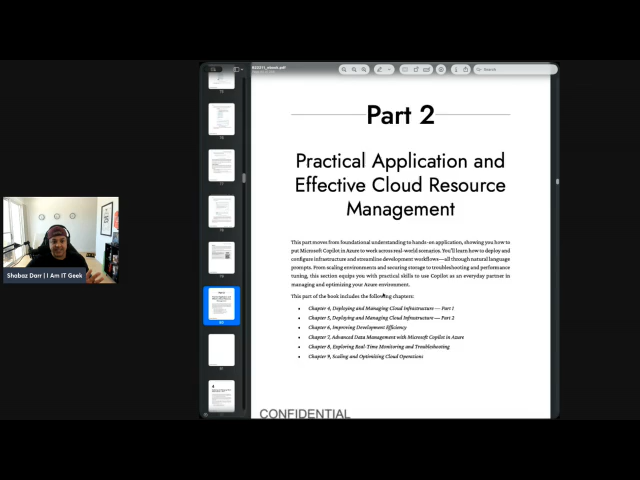 Search
Part 2
Practical Application and
Effective Cloud Resource
Management
This part moves from foundational understanding to hands-on application, showing you how to
put Microsoft Copilot in Azure to work across real-world scenarios. You'll learn how to deploy and
configure infrastructure and streamline development workflows—all through natural language
prompts. From scaling environments and securing storage to troubleshooting and performance
tuning, this section equips you with practical skills to use Copilot as an everyday partner in
managing and optimizing your Azure environment.
This part of the book includes the following chapters:
• Chapter 4, Deploying and Managing Cloud Infrastructure — Part 1
• Chapter 5, Deploying and Managing Cloud Infrastructure — Part 2
• Chapter 6, Improving Development Efficiency
• Chapter 7, Advanced Data Management with Microsoft Copilot in Azure
• Chapter 8, Exploring Real-Time Monitoring and Troubleshooting
• Chapter 9, Scaling and Optimizing Cloud Operations
CONFIDENTIAL
Shabaz Darr | I Am IT Geek